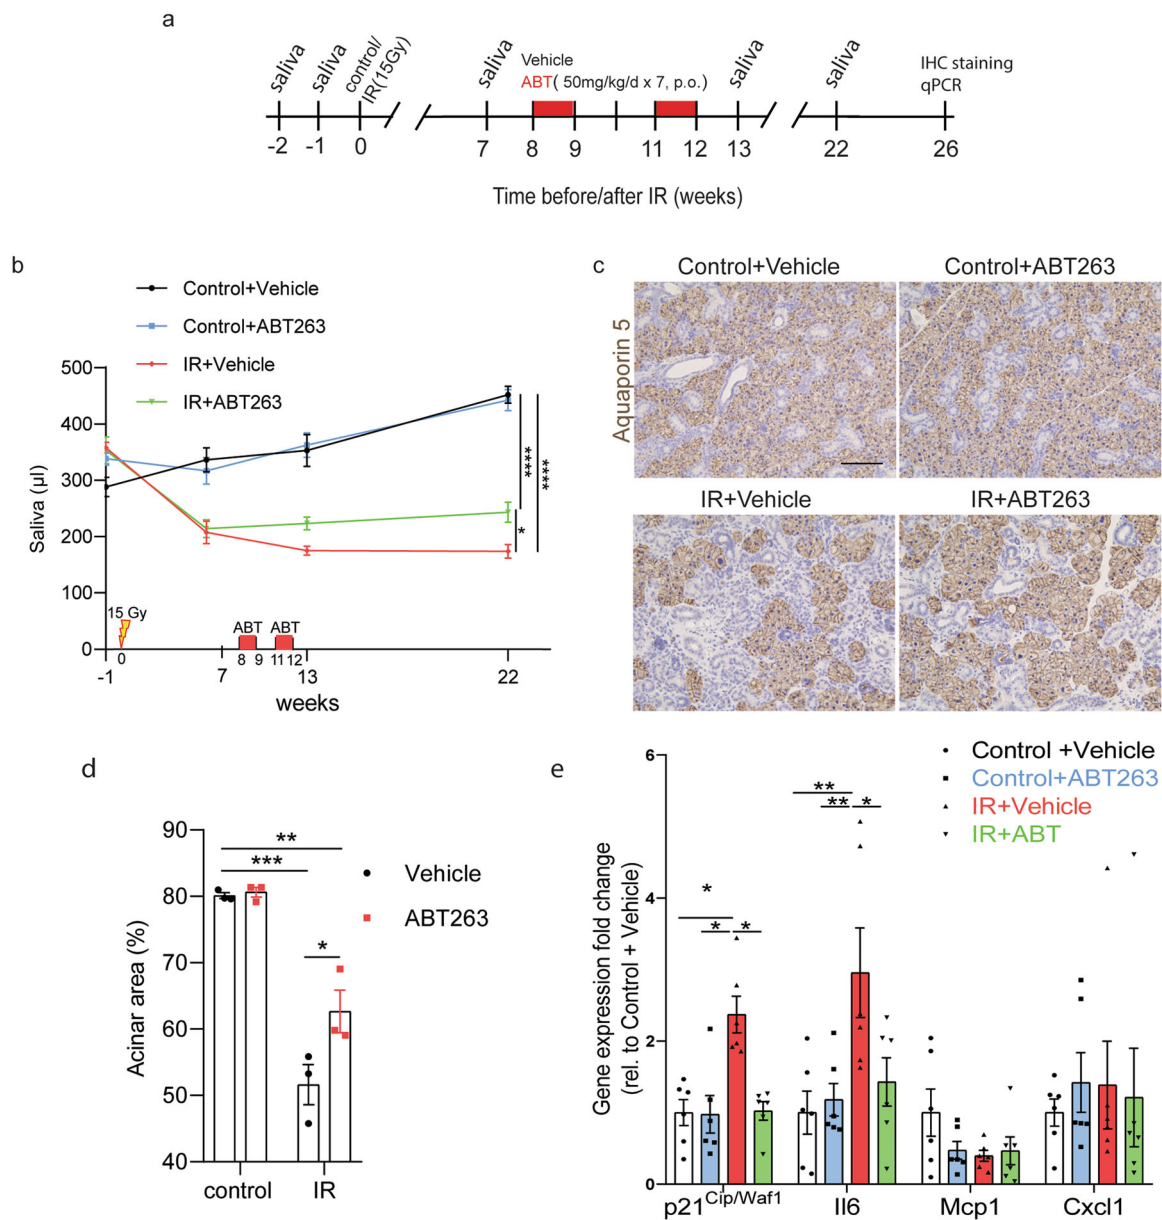 a
saliva
saliva
control/
IR(15Gy)
saliva
Vehicle
ABT( 50mg/kg/d x 7, p.o.)
saliva
saliva
IHC staining
qPCR
-2 -1 0 7 8 9 11 12 13 22 26
Time before/after IR (weeks)
b
Control+Vehicle
Control+ABT263
IR+Vehicle
IR+ABT263
500
400
300
200
100
0
Saliva (µl)
****
****
*
15 Gy
ABT ABT
0 8 9 11 12
-1 7 13 22
weeks
c
Control+Vehicle Control+ABT263
Aquaporin 5
IR+Vehicle IR+ABT263
d
90
80
70
60
50
40
Acinar area (%)
**
***
*
Vehicle
ABT263
control IR
e
6
4
2
0
Gene expression fold change
(rel. to Control + Vehicle)
Control +Vehicle
Control+ABT263
IR+Vehicle
IR+ABT
*
* *
**
** *
p21Cip/Waf1 Il6 Mcp1 Cxcl1